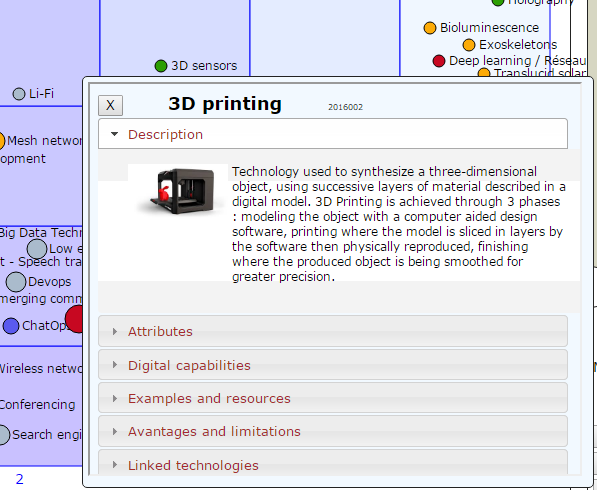 Holography
Bioluminescence
Exoskeletons
3D sensors
Deep learning / Réseau
Translucid solar
Li-Fi
X
3D printing
2016002
Description
Mesh networ
opment
Technology used to synthesize a three-dimensional
object, using successive layers of material described in a
digital model. 3D Printing is achieved through 3 phases
: modeling the object with a computer aided design
software, printing where the model is sliced in layers by
the software then physically reproduced, finishing
where the produced object is being smoothed for
greater precision.
Big Data Techn
Low e
t - Speech tra
Devops
merging comm
ChatOp
Attributes
Digital capabilities
Wireless netwo
Examples and resources
Conferencing
Avantages and limitations
Search engi
Linked technologies
2